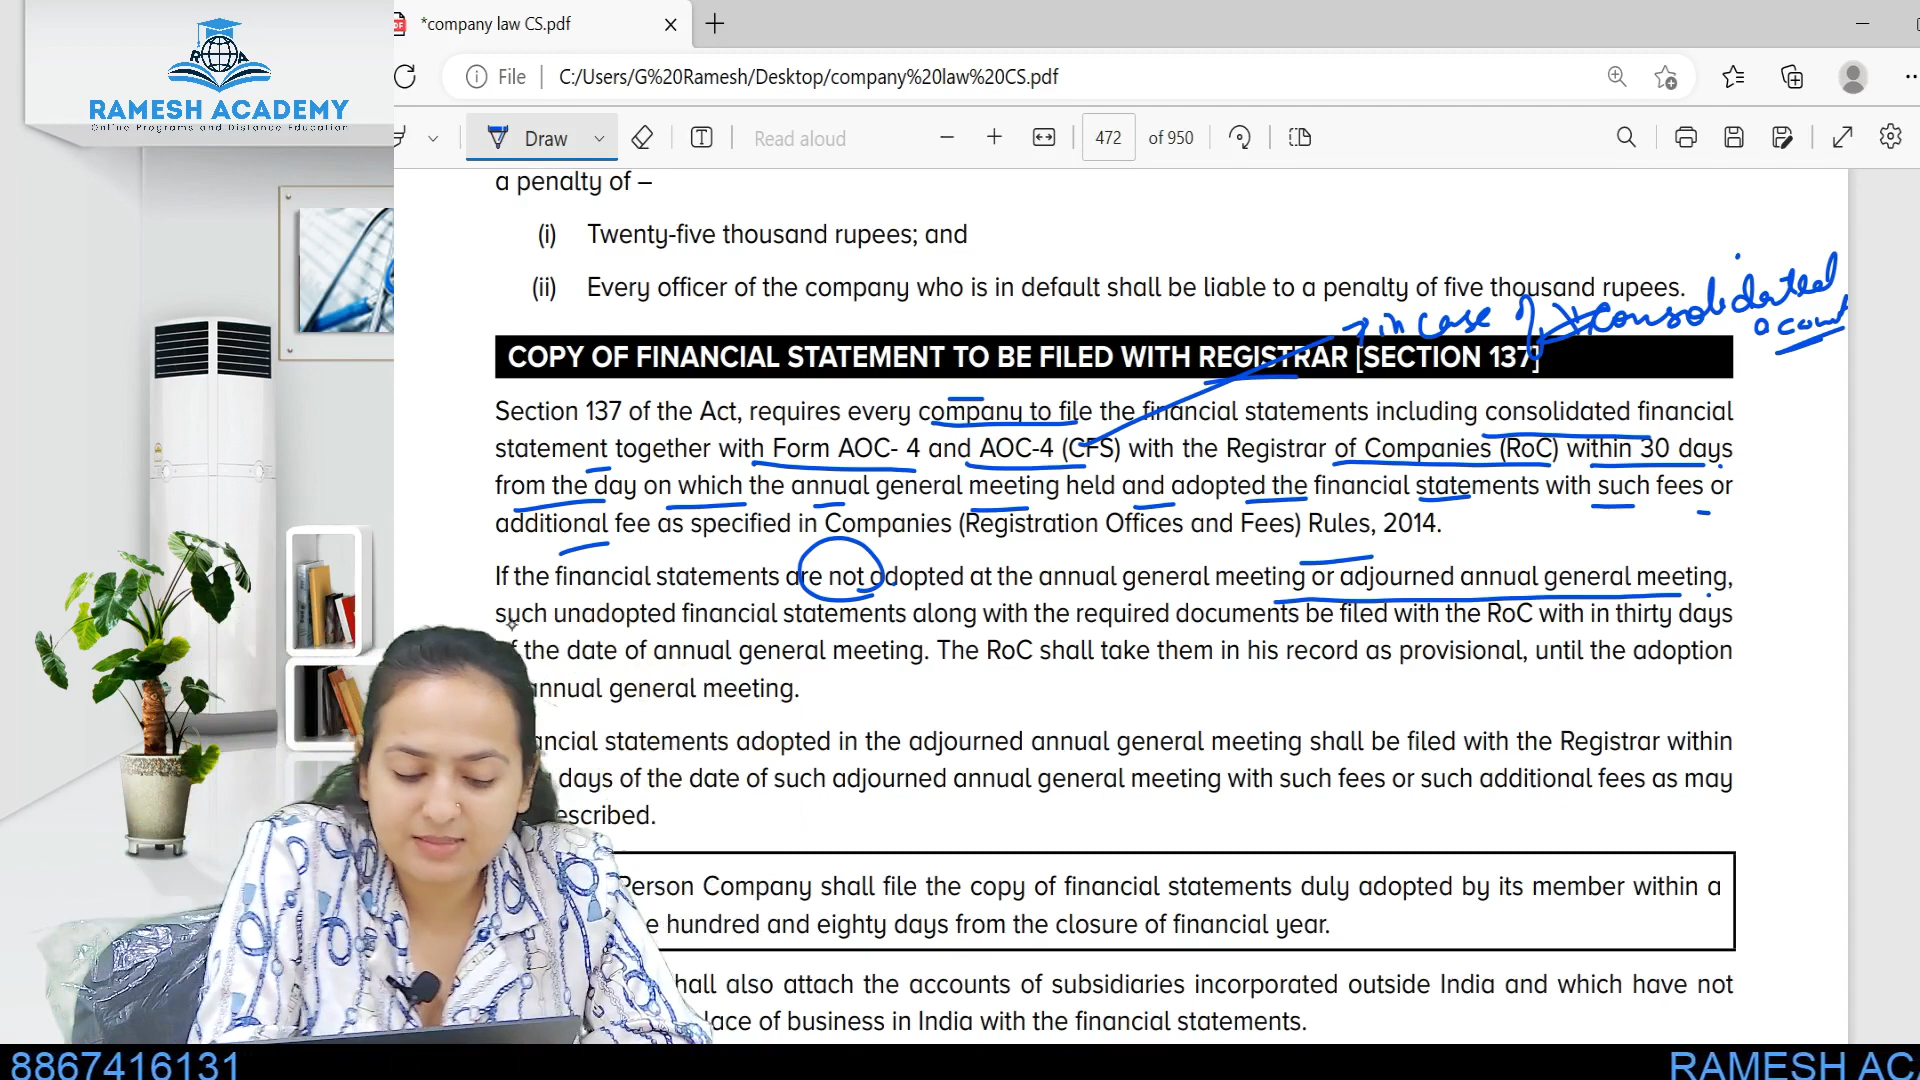 *company law CS.pdf
File
C:/Users/G%20Ramesh/Desktop/company%20law%20CS.pdf
RAMESH ACADEMY
Online Programs and Distance Education
Draw
Read aloud
472
of 950
a penalty of –
(i) Twenty-five thousand rupees; and
(ii) Every officer of the company who is in default shall be liable to a penalty of five thousand rupees.
in case of consolidated
COPY OF FINANCIAL STATEMENT TO BE FILED WITH REGISTRAR [SECTION 137]
Section 137 of the Act, requires every company to file the financial statements including consolidated financial
statement together with Form AOC- 4 and AOC-4 (CFS) with the Registrar of Companies (RoC) within 30 days
from the day on which the annual general meeting held and adopted the financial statements with such fees or
additional fee as specified in Companies (Registration Offices and Fees) Rules, 2014.
If the financial statements are not adopted at the annual general meeting or adjourned annual general meeting,
such unadopted financial statements along with the required documents be filed with the RoC with in thirty days
the date of annual general meeting. The RoC shall take them in his record as provisional, until the adoption
annual general meeting.
ancial statements adopted in the adjourned annual general meeting shall be filed with the Registrar within
days of the date of such adjourned annual general meeting with such fees or such additional fees as may
escribed.
Person Company shall file the copy of financial statements duly adopted by its member within a
e hundred and eighty days from the closure of financial year.
hall also attach the accounts of subsidiaries incorporated outside India and which have not
lace of business in India with the financial statements.
8867416131
RAMESH AC